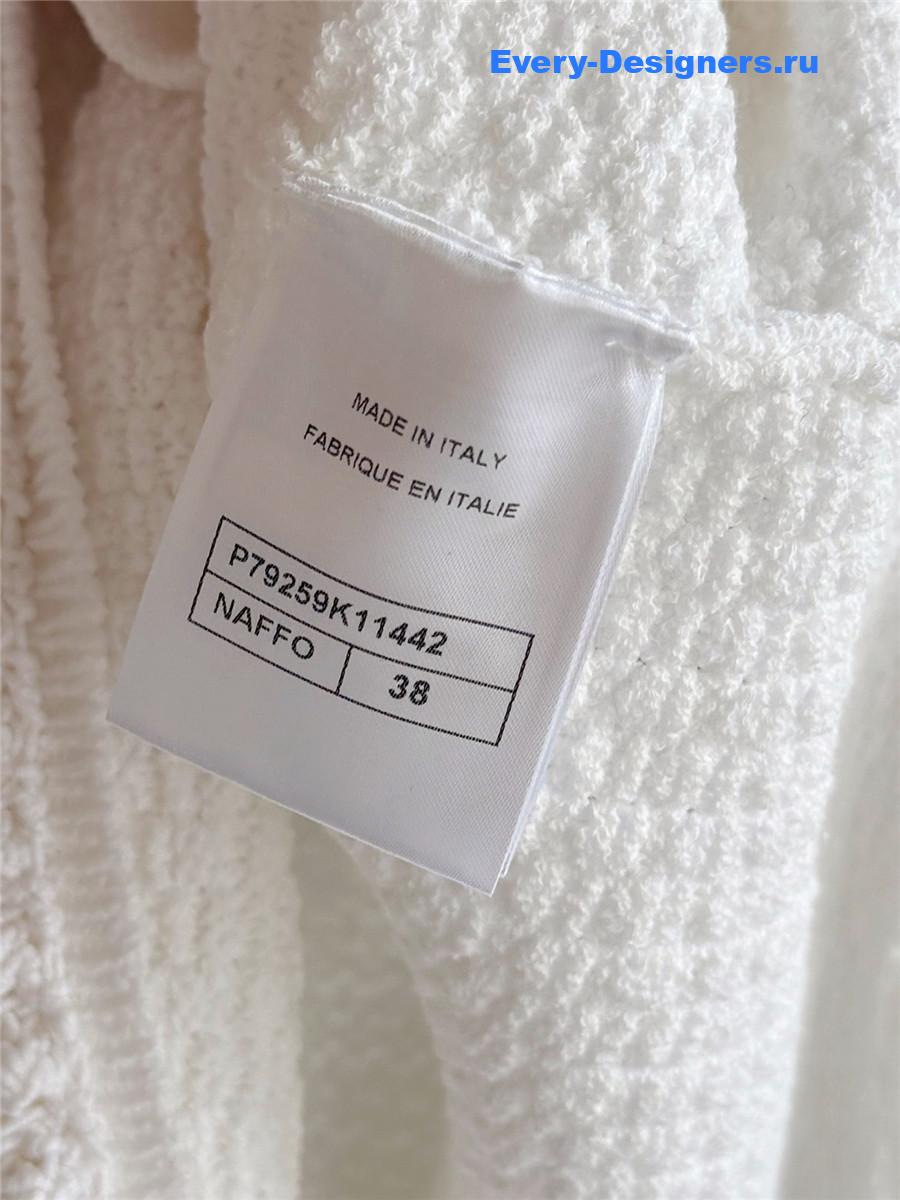 Every-Designers.ru
MADE IN ITALY
FABRIQUE EN ITALIE
P79259K11442
NAFFO
38